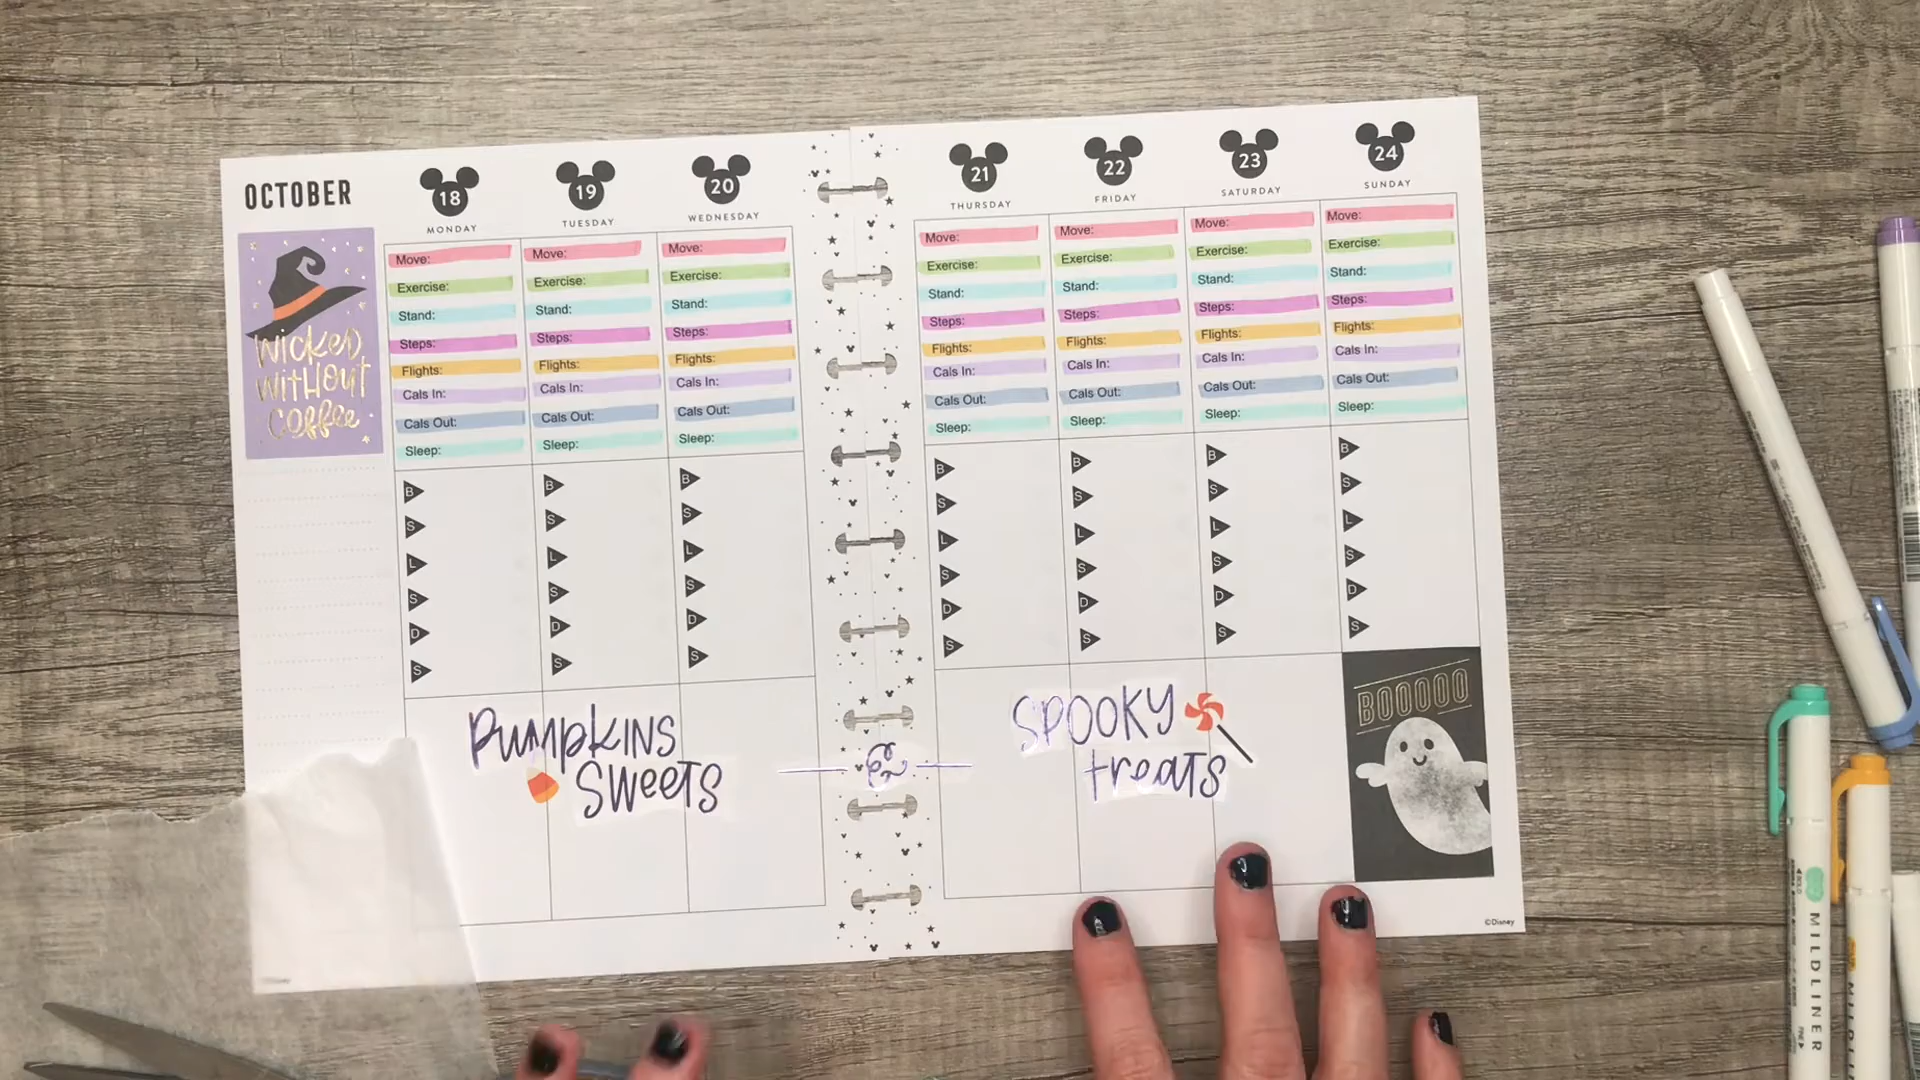 OCTOBER
18
MONDAY
19
TUESDAY
20
WEDNESDAY
21
THURSDAY
22
FRIDAY
23
SATURDAY
24
SUNDAY
wicked
without
coffee
Move:
Exercise:
Stand:
Steps:
Flights:
Cals In:
Cals Out:
Sleep:
B
S
L
S
D
S
Move:
Exercise:
Stand:
Steps:
Flights:
Cals In:
Cals Out:
Sleep:
B
S
L
S
D
S
Move:
Exercise:
Stand:
Steps:
Flights:
Cals In:
Cals Out:
Sleep:
B
S
L
S
D
S
Move:
Exercise:
Stand:
Steps:
Flights:
Cals In:
Cals Out:
Sleep:
B
S
L
S
D
S
Move:
Exercise:
Stand:
Steps:
Flights:
Cals In:
Cals Out:
Sleep:
B
S
L
S
D
S
Move:
Exercise:
Stand:
Steps:
Flights:
Cals In:
Cals Out:
Sleep:
B
S
L
S
D
S
Move:
Exercise:
Stand:
Steps:
Flights:
Cals In:
Cals Out:
Sleep:
B
S
L
S
D
S
PumpkINS
SWeeTS
&
SPOOKY
treaTS
BOOOOO
©Disney
©Disney
MILDLINER